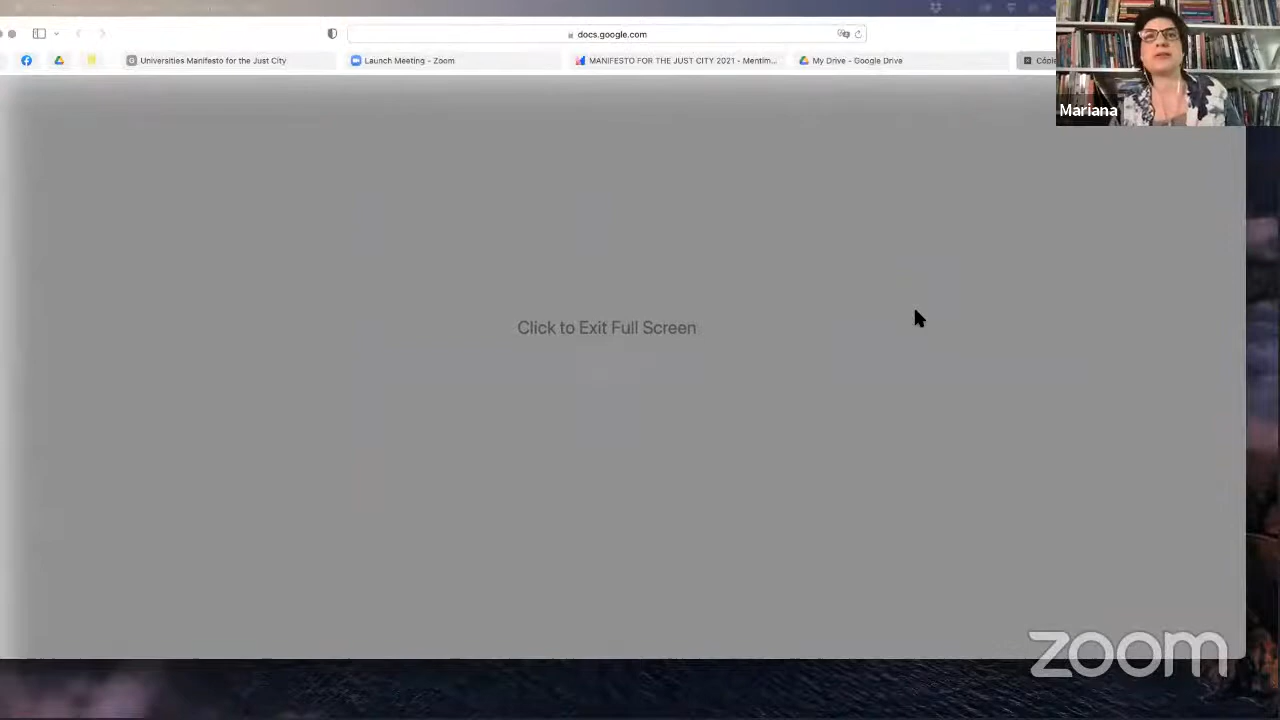 docs.google.com
Universities Manifesto for the Just City
Launch Meeting - Zoom
MANIFESTO FOR THE JUST CITY 2021 - Mentim...
My Drive - Google Drive
Cópi
Mariana
Click to Exit Full Screen
zoom